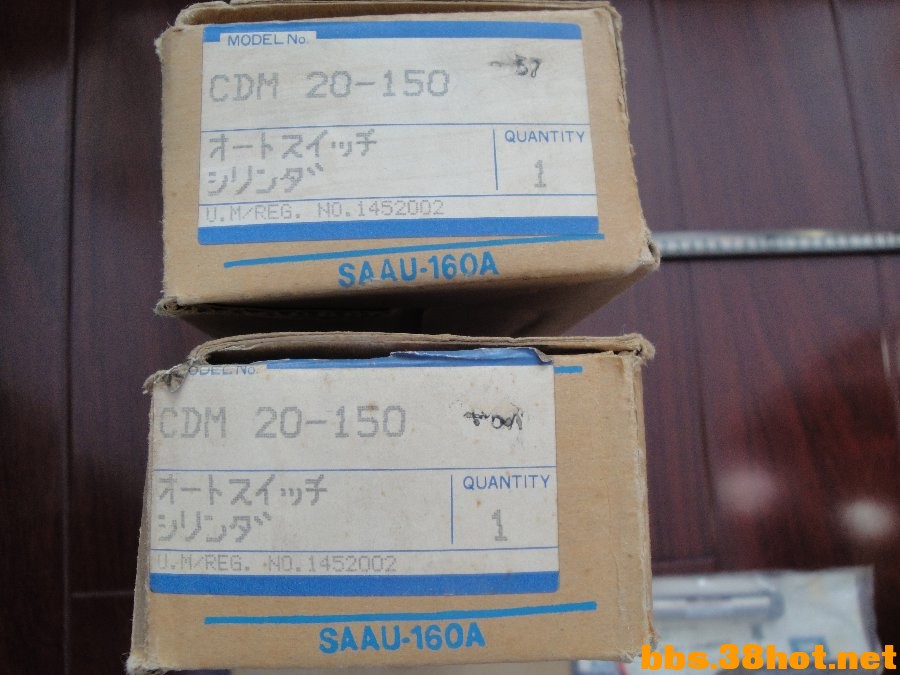 MODEL No.
CDM 20-150
オートスイッチ
シリンダ
QUANTITY
1
U.M/REG. NO.1452002
SAAU-160A
MODEL No.
CDM 20-150
オートスイッチ
シリンダ
QUANTITY
1
U.M/REG. NO.1452002
SAAU-160A
bbs.38hot.net